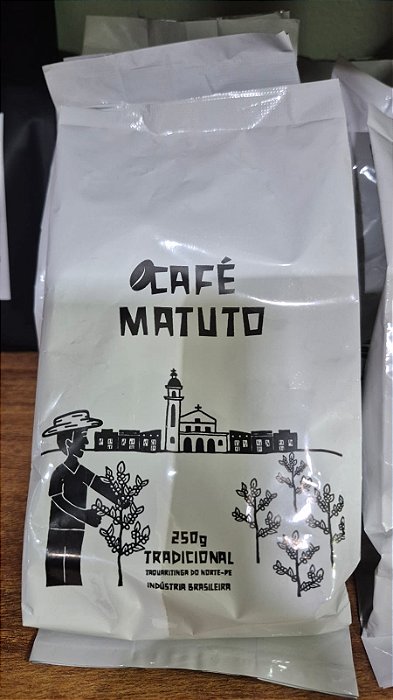 CAFÉ
MATUTO
250g
TRADICIONAL
TAQUARITINGA DO NORTE-PE
INDÚSTRIA BRASILEIRA